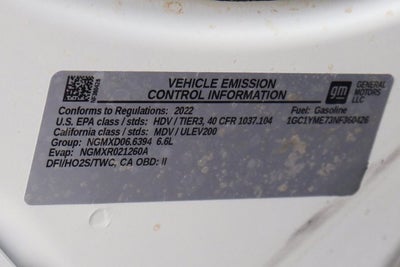 VEHICLE EMISSION
CONTROL INFORMATION
gm GENERAL MOTORS LLC
Conforms to Regulations: 2022
Fuel: Gasoline
U.S. EPA class / stds: HDV / TIER3, 40 CFR 1037.104
1GC1YME73NF360426
California class / stds: MDV / ULEV200
Group: NGMXD06.6394 6.6L
Evap: NGMXR021260A
DFI/HO2S/TWC, CA OBD: II